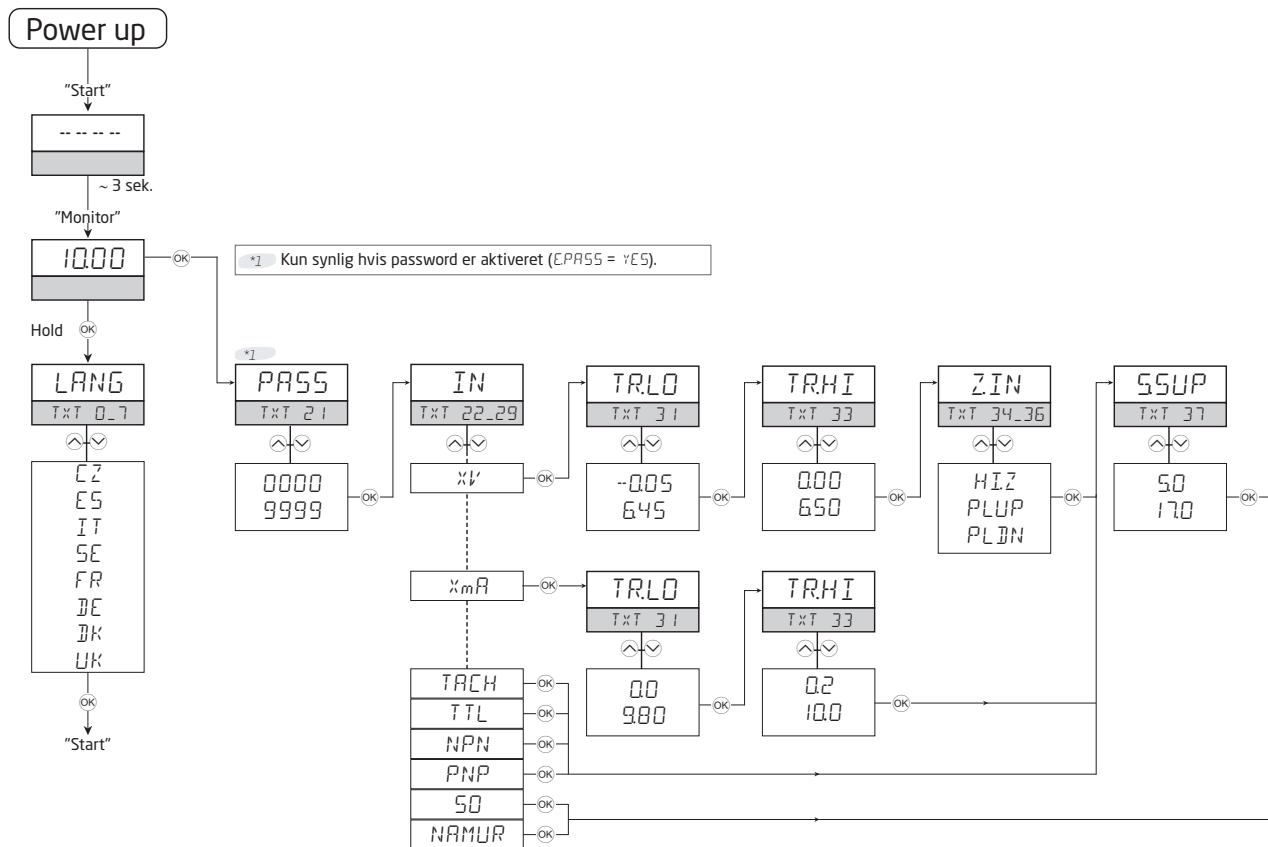 Power up
"Start"
-- -- -- --
~ 3 sek.
"Monitor"
10.00
OK
*1 Kun synlig hvis password er aktiveret (E.PASS = YES).
Hold OK
LANG
TXT 0_7
CZ
ES
IT
SE
FR
DE
DK
UK
OK
"Start"
*1
PASS
TXT 21
0000
9999
OK
IN
TXT 22_29
XV
OK
TR.LO
TXT 31
-0.05
6.45
OK
TR.HI
TXT 33
0.00
6.50
OK
Z.IN
TXT 34_36
HI.Z
PLUP
PLDN
OK
S.SUP
TXT 37
5.0
17.0
OK
XmA
OK
TR.LO
TXT 31
0.0
9.80
OK
TR.HI
TXT 33
0.2
10.0
OK
TACH OK
TTL OK
NPN OK
PNP OK
S0 OK
NAMUR OK